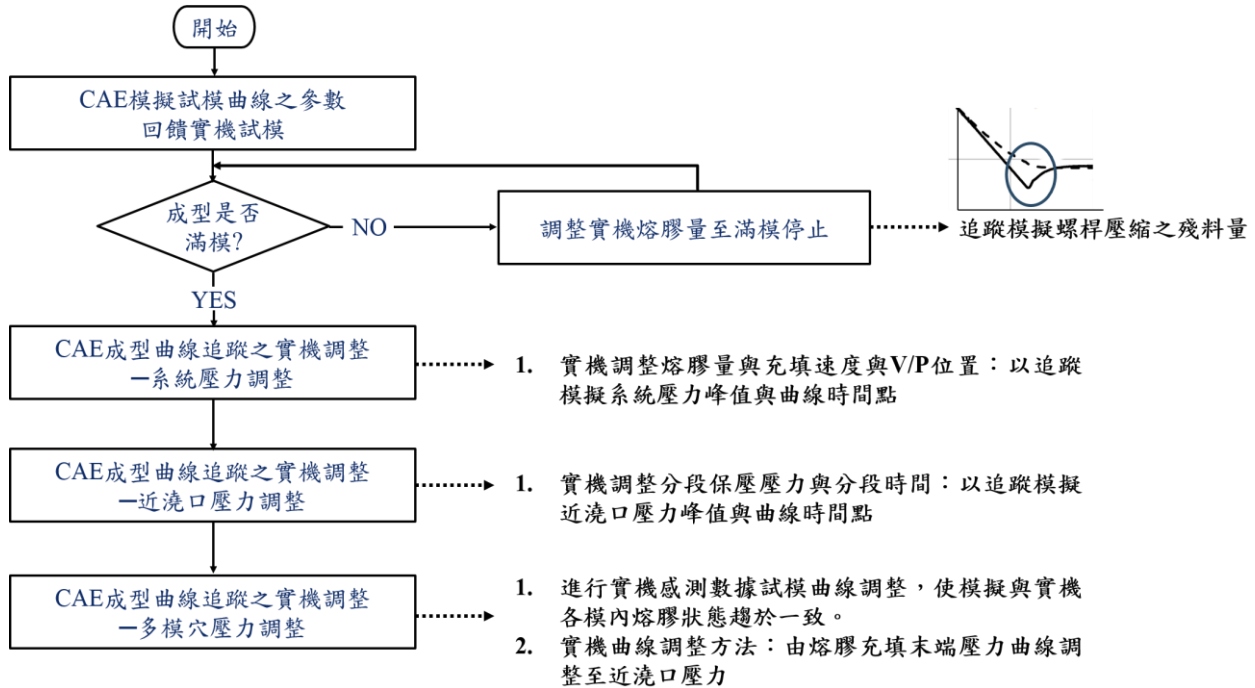 開始
CAE模擬試模曲線之參數
回饋實機試模
成型是否
滿模?
NO
調整實機熔膠量至滿模停止
追蹤模擬螺桿壓縮之殘料量
YES
CAE成型曲線追蹤之實機調整
－系統壓力調整
1. 實機調整熔膠量與充填速度與V/P位置：以追蹤
模擬系統壓力峰值與曲線時間點
CAE成型曲線追蹤之實機調整
－近澆口壓力調整
1. 實機調整分段保壓壓力與分段時間：以追蹤模擬
近澆口壓力峰值與曲線時間點
CAE成型曲線追蹤之實機調整
－多模穴壓力調整
1. 進行實機感測數據試模曲線調整，使模擬與實機
各模內熔膠狀態趨於一致。
2. 實機曲線調整方法：由熔膠充填末端壓力曲線調
整至近澆口壓力